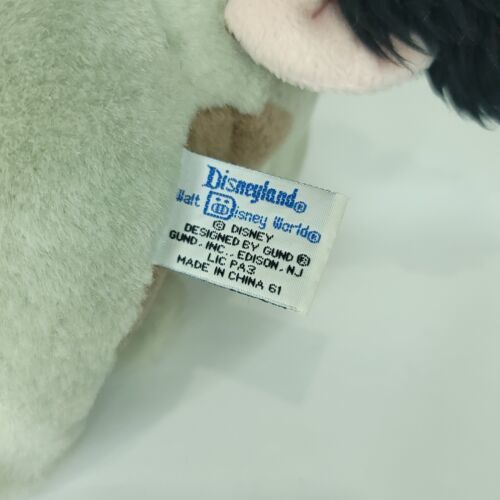 Disneyland®
Walt Disney World®
© DISNEY
DESIGNED BY GUND ®
GUND, INC., EDISON, NJ
LIC PA3
MADE IN CHINA 61